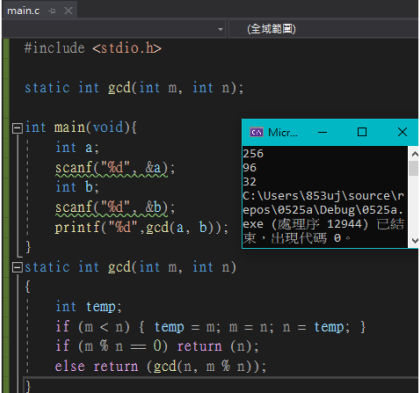 main.c
(全域範圍)
#include <stdio.h>
static int gcd(int m, int n);
int main(void){
int a;
scanf("%d", &a);
int b;
scanf("%d", &b);
printf("%d",gcd(a, b));
}
static int gcd(int m, int n)
{
int temp;
if (m < n) { temp = m; m = n; n = temp; }
if (m % n == 0) return (n);
else return (gcd(n, m % n));
}
Micr...
256
96
32
C:\Users\853uj\source\r
epos\0525a\Debug\0525a.
exe (處理序 12944) 已結
束，出現代碼 0。